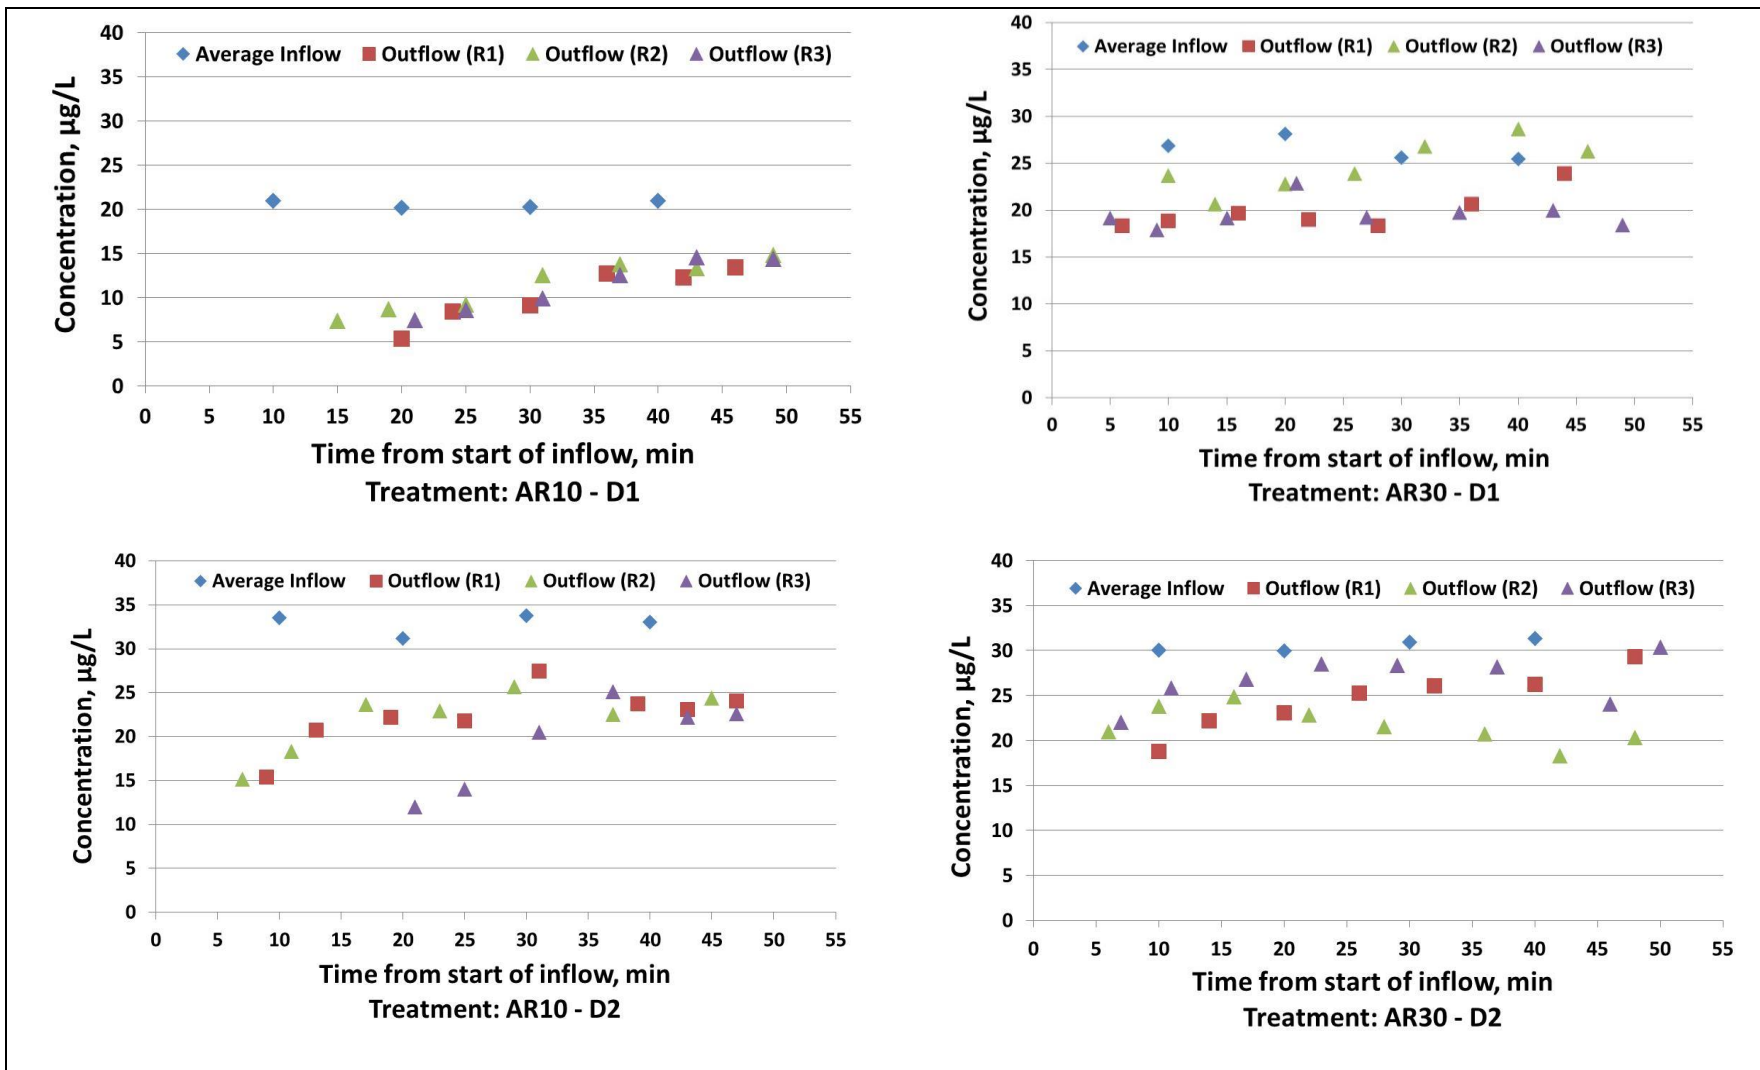 Average Inflow Outflow (R1) Outflow (R2) Outflow (R3)
Concentration, µg/L
40
35
30
25
20
15
10
5
0
0 5 10 15 20 25 30 35 40 45 50 55
Time from start of inflow, min
Treatment: AR10 - D1
Average Inflow Outflow (R1) Outflow (R2) Outflow (R3)
Concentration, µg/L
40
35
30
25
20
15
10
5
0
0 5 10 15 20 25 30 35 40 45 50 55
Time from start of inflow, min
Treatment: AR30 - D1
Average Inflow Outflow (R1) Outflow (R2) Outflow (R3)
Concentration, µg/L
40
35
30
25
20
15
10
5
0
0 5 10 15 20 25 30 35 40 45 50 55
Time from start of inflow, min
Treatment: AR10 - D2
Average Inflow Outflow (R1) Outflow (R2) Outflow (R3)
Concentration, µg/L
40
35
30
25
20
15
10
5
0
0 5 10 15 20 25 30 35 40 45 50 55
Time from start of inflow, min
Treatment: AR30 - D2